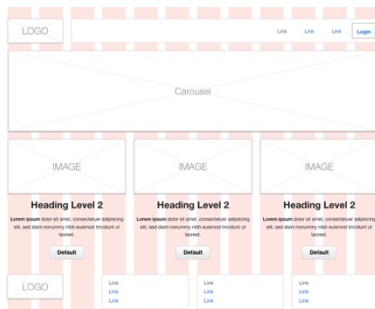 LOGO
Link Link Link Login
Carousel
IMAGE IMAGE IMAGE
Heading Level 2 Heading Level 2 Heading Level 2
Lorem ipsum dolor sit amet, consectetuer adipiscing
elit, sed diam nonummy nibh euismod tincidunt ut
laoreet.
Lorem ipsum dolor sit amet, consectetuer adipiscing
elit, sed diam nonummy nibh euismod tincidunt ut
laoreet.
Lorem ipsum dolor sit amet, consectetuer adipiscing
elit, sed diam nonummy nibh euismod tincidunt ut
laoreet.
Default Default Default
LOGO
Link
Link
Link
Link
Link
Link
Link
Link
Link